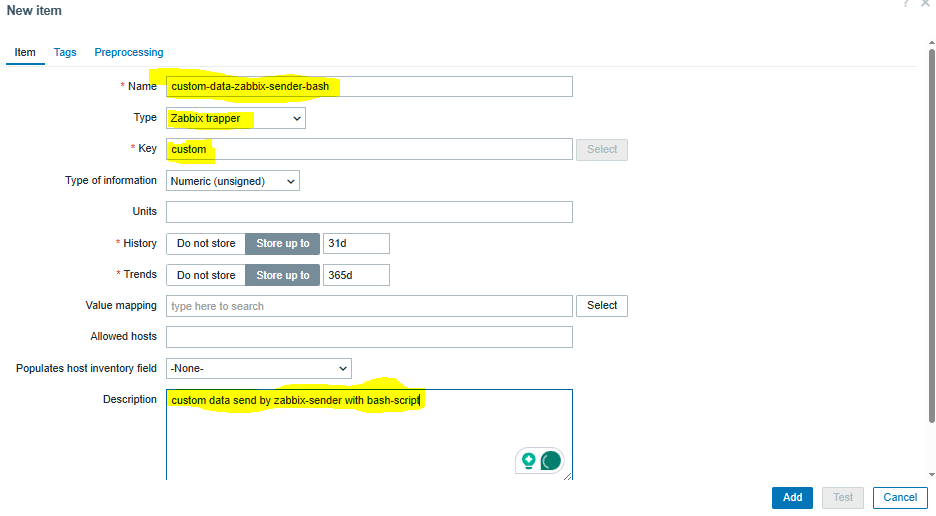 New item
? ×
Item Tags Preprocessing
* Name custom-data-zabbix-sender-bash
Type Zabbix trapper
* Key custom Select
Type of information Numeric (unsigned)
Units
* History Do not store Store up to 31d
* Trends Do not store Store up to 365d
Value mapping type here to search Select
Allowed hosts
Populates host inventory field -None-
Description custom data send by zabbix-sender with bash-script
Add Test Cancel